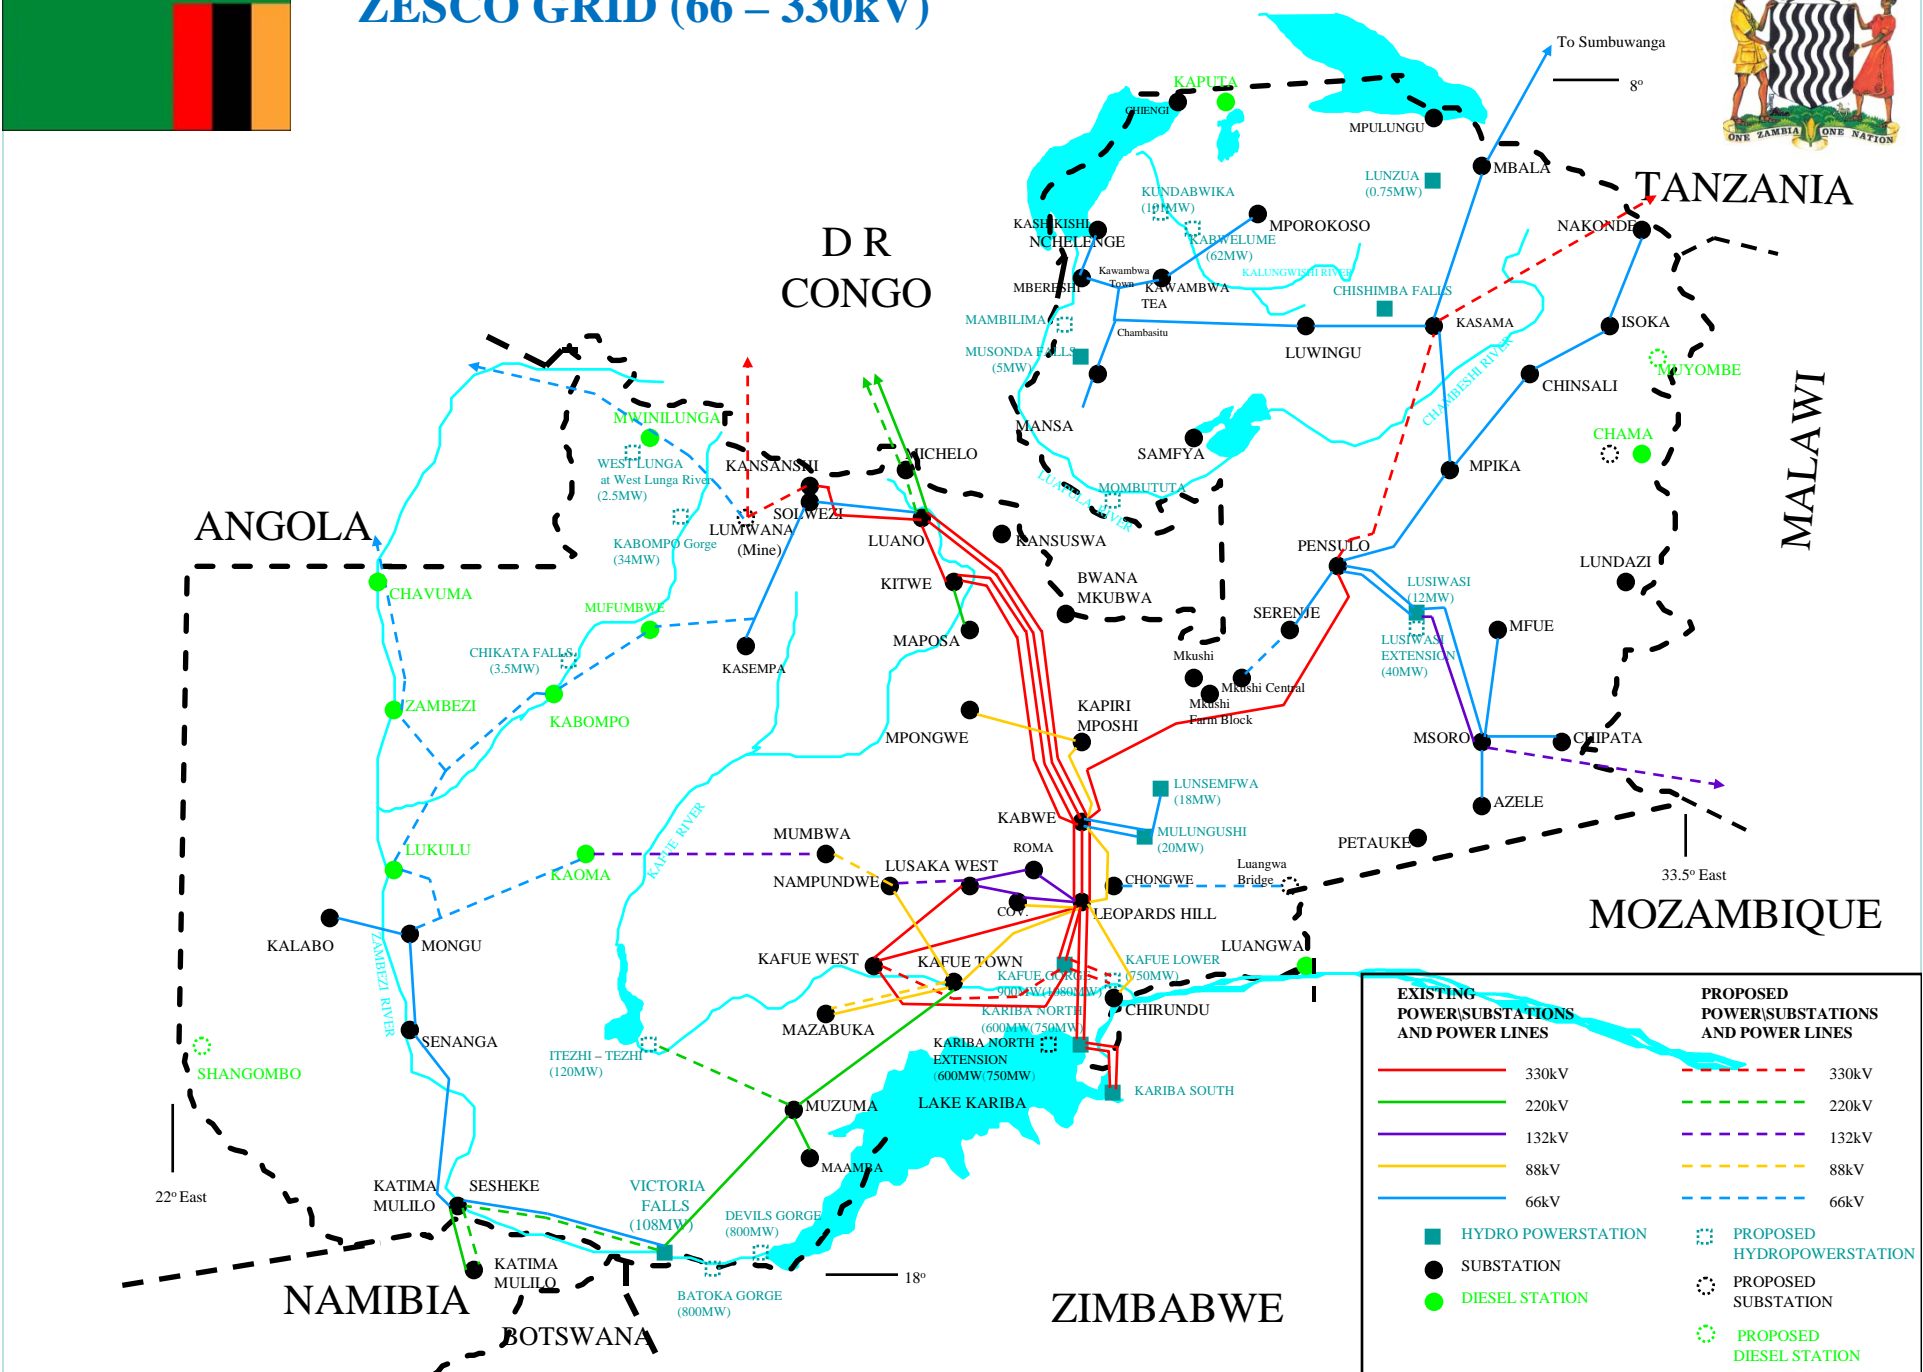 ZESCO GRID (66 – 330kV)
To Sumbuwanga
8º
ONE ZAMBIA ONE NATION
KAPUTA
CHIENGI
MPULUNGU
MBALA
TANZANIA
LUNZUA
(0.75MW)
KUNDABWIKA
(101MW)
KASHIKISHI
NCHELENGE
MPOROKOSO
NAKONDE
KABWELUME
(62MW)
D R
CONGO
Kawambwa
Town
KALUNGWISHI RIVER
MBERESHI
KAWAMBWA
TEA
CHISHIMBA FALLS
MAMBILIMA
Chambasitu
KASAMA
ISOKA
MUSONDA FALLS
(5MW)
LUWINGU
CHAMBESHI RIVER
MUYOMBE
CHINSALI
MALAWI
MWINILUNGA
MANSA
SAMFYA
CHAMA
MICHELO
WEST LUNGA
at West Lunga River
(2.5MW)
KANSANSHI
MPIKA
LUAPULA RIVER
MOMBUTUTA
SOLWEZI
ANGOLA
LUMWANA
(Mine)
LUANO
KANSUSWA
PENSULO
KABOMPO Gorge
(34MW)
LUNDAZI
CHAVUMA
KITWE
BWANA
MKUBWA
LUSIWASI
(12MW)
MUFUMBWE
SERENJE
MFUE
MAPOSA
CHIKATA FALLS
(3.5MW)
KASEMPA
LUSIWASI
EXTENSION
(40MW)
Mkushi
Mkushi Central
Mkushi
Farm Block
ZAMBEZI
KABOMPO
KAPIRI
MPOSHI
MPONGWE
MSORO
CHIPATA
LUNSEMFWA
(18MW)
KAFUE RIVER
KABWE
AZELE
MULUNGUSHI
(20MW)
MUMBWA
PETAUKE
LUKULU
ROMA
LUSAKA WEST
Luangwa
Bridge
33.5º East
KAOMA
NAMPUNDWE
CHONGWE
COV.
LEOPARDS HILL
MOZAMBIQUE
KALABO
MONGU
LUANGWA
ZAMBEZI RIVER
KAFUE WEST
KAFUE TOWN
KAFUE LOWER
(750MW)
KAFUE GORGE
900MW(1080MW)
CHIRUNDU
MAZABUKA
KARIBA NORTH
(600MW(750MW)
SENANGA
KARIBA NORTH
EXTENSION
(600MW(750MW)
ITEZHI – TEZHI
(120MW)
SHANGOMBO
KARIBA SOUTH
LAKE KARIBA
MUZUMA
MAAMBA
22º East
KATIMA
MULILO
SESHEKE
VICTORIA
FALLS
(108MW)
DEVILS GORGE
(800MW)
KATIMA
MULILO
18º
NAMIBIA
BATOKA GORGE
(800MW)
ZIMBABWE
BOTSWANA
EXISTING
POWER\SUBSTATIONS
AND POWER LINES
PROPOSED
POWER\SUBSTATIONS
AND POWER LINES
330kV
330kV
220kV
220kV
132kV
132kV
88kV
88kV
66kV
66kV
HYDRO POWERSTATION
PROPOSED
HYDROPOWERSTATION
SUBSTATION
PROPOSED
SUBSTATION
DIESEL STATION
PROPOSED
DIESEL STATION